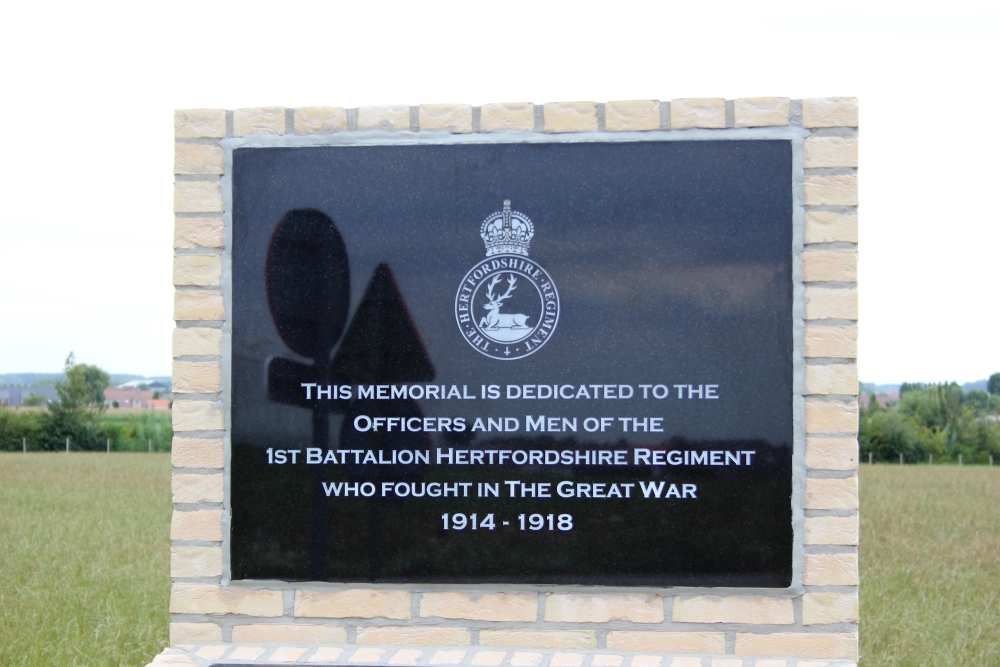 THE · HERTFORDSHIRE · REGIMENT
THIS MEMORIAL IS DEDICATED TO THE
OFFICERS AND MEN OF THE
1ST BATTALION HERTFORDSHIRE REGIMENT
WHO FOUGHT IN THE GREAT WAR
1914 - 1918